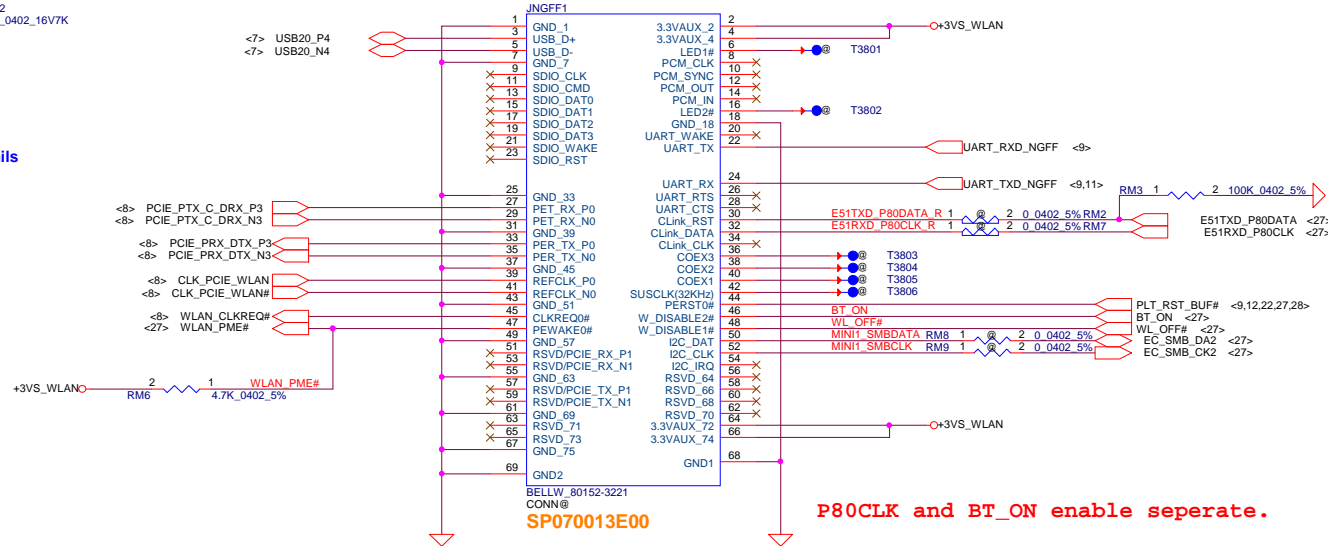 2
_0402_16V7K
ils
JNGFF1
1 GND_1 3.3VAUX_2 2 +3VS_WLAN
<7> USB20_P4 3 USB_D+ 3.3VAUX_4 4
<7> USB20_N4 5 USB_D- LED1# 6 @ T3801
7 GND_7 PCM_CLK 8
9 SDIO_CLK PCM_SYNC 10
11 SDIO_CMD PCM_OUT 12
13 SDIO_DAT0 PCM_IN 14
15 SDIO_DAT1 LED2# 16 @ T3802
17 SDIO_DAT2 GND_18 18
19 SDIO_DAT3 UART_WAKE 20
21 SDIO_WAKE UART_TX 22 UART_RXD_NGFF <9>
23 SDIO_RST
UART_RX 24 UART_TXD_NGFF <9,11>
25 GND_33 UART_RTS 26 RM3 1 2 100K_0402_5%
<8> PCIE_PTX_C_DRX_P3 27 PET_RX_P0 UART_CTS 28
<8> PCIE_PTX_C_DRX_N3 29 PET_RX_N0 CLink_RST 30 E51TXD_P80DATA_R 1 @ 2 0_0402_5% RM2 E51TXD_P80DATA <27>
31 GND_39 CLink_DATA 32 E51RXD_P80CLK_R 1 @ 2 0_0402_5% RM7 E51RXD_P80CLK <27>
<8> PCIE_PRX_DTX_P3 33 PER_TX_P0 CLink_CLK 34
<8> PCIE_PRX_DTX_N3 35 PER_TX_N0 COEX3 36 @ T3803
37 GND_45 COEX2 38 @ T3804
<8> CLK_PCIE_WLAN 39 REFCLK_P0 COEX1 40 @ T3805
<8> CLK_PCIE_WLAN# 41 REFCLK_N0 SUSCLK(32KHz) 42 @ T3806
43 GND_51 PERST0# 44 PLT_RST_BUF# <9,12,22,27,28>
<8> WLAN_CLKREQ# 45 CLKREQ0# W_DISABLE2# 46 BT_ON BT_ON <27>
<27> WLAN_PME# 47 PEWAKE0# W_DISABLE1# 48 WL_OFF# WL_OFF# <27>
49 GND_57 I2C_DAT 50 MINI1_SMBDATA RM8 1 @ 2 0_0402_5% EC_SMB_DA2 <27>
51 RSVD/PCIE_RX_P1 I2C_CLK 52 MINI1_SMBCLK RM9 1 @ 2 0_0402_5% EC_SMB_CK2 <27>
53 RSVD/PCIE_RX_N1 I2C_IRQ 54
55 GND_63 RSVD_64 56
57 RSVD/PCIE_TX_P1 RSVD_66 58
+3VS_WLAN RM6 2 1 4.7K_0402_5% WLAN_PME#
59 RSVD/PCIE_TX_N1 RSVD_68 60
61 GND_69 RSVD_70 62
63 RSVD_71 3.3VAUX_72 64 +3VS_WLAN
65 RSVD_73 3.3VAUX_74 66
67 GND_75
GND1 68
69 GND2
BELLW_80152-3221
CONN@
SP070013E00
P80CLK and BT_ON enable seperate.